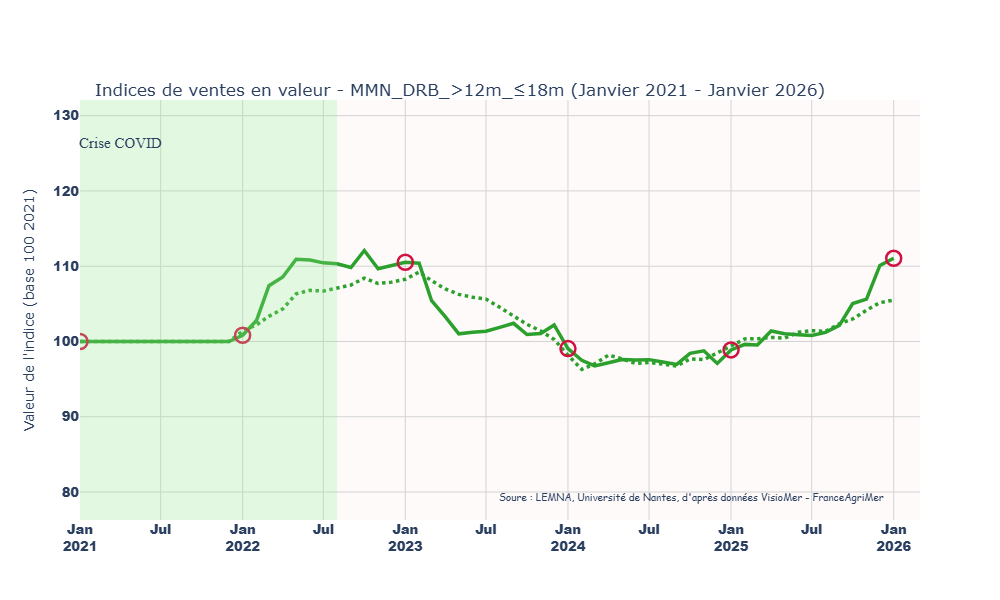 Indices de ventes en valeur - MMN_DRB_>12m_≤18m (Janvier 2021 - Janvier 2026)
Valeur de l'indice (base 100 2021)
130
120
110
100
90
80
Crise COVID
Soure : LEMNA, Université de Nantes, d'après données VisioMer - FranceAgriMer
Jan
2021
Jul
Jan
2022
Jul
Jan
2023
Jan
2024
Jul
Jan
2025
Jul
Jan
2026